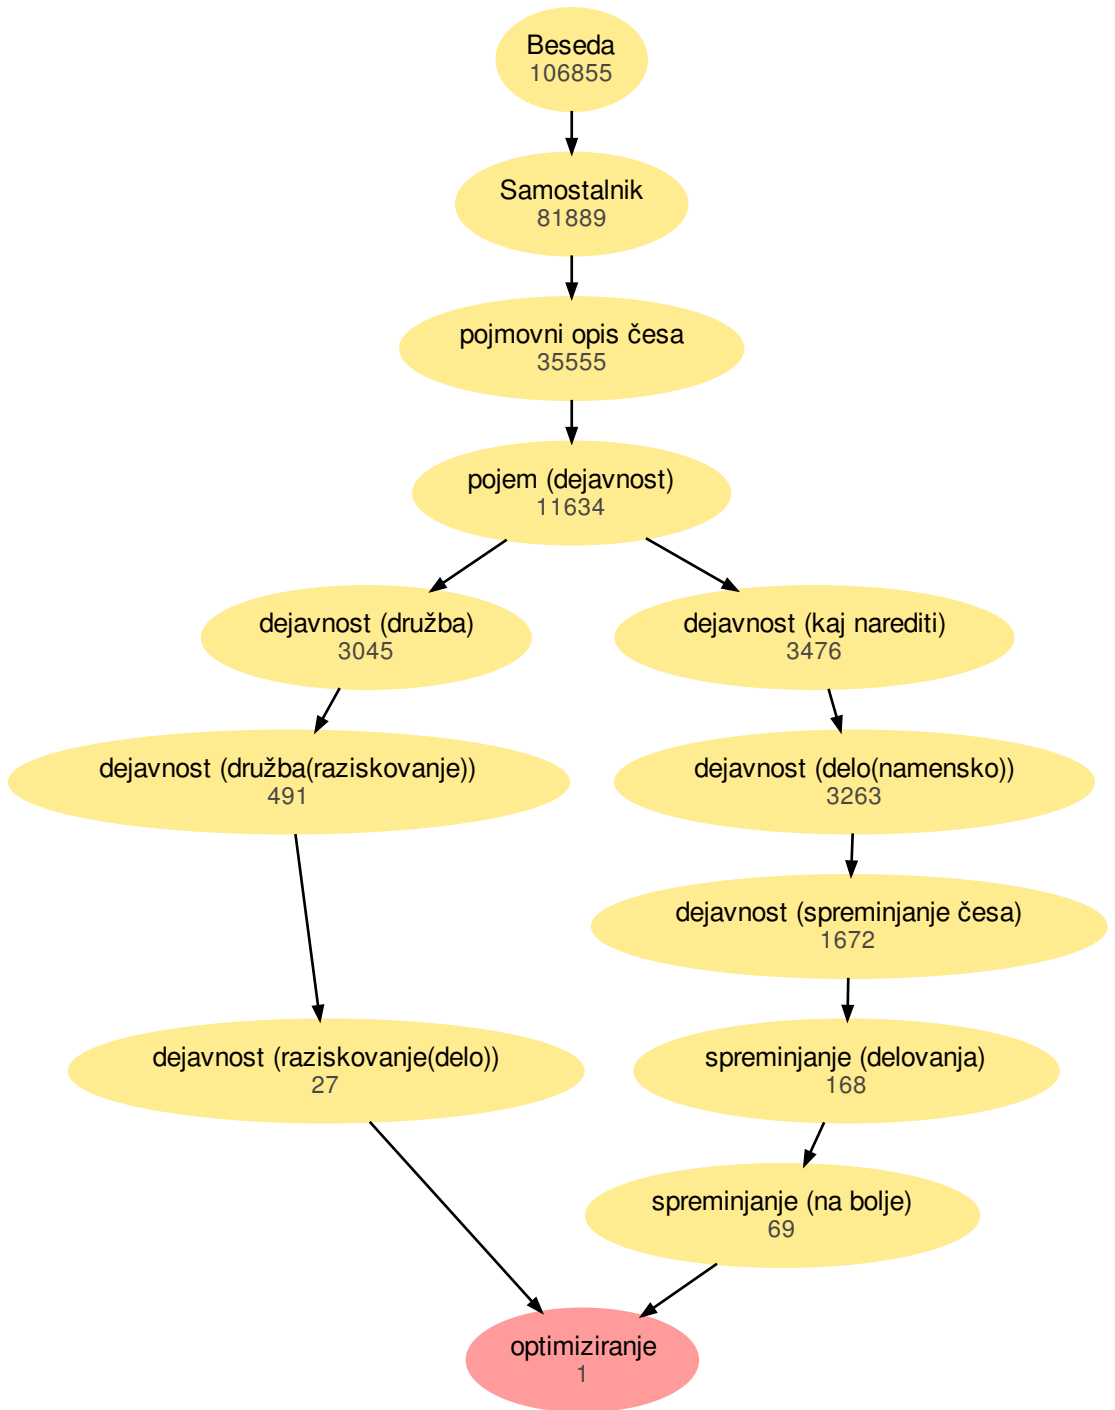 Beseda
106855
Samostalnik
81889
pojmovni opis česa
35555
pojem (dejavnost)
11634
dejavnost (družba)
3045
dejavnost (kaj narediti)
3476
dejavnost (družba(raziskovanje))
491
dejavnost (delo(namensko))
3263
dejavnost (spreminjanje česa)
1672
dejavnost (raziskovanje(delo))
27
spreminjanje (delovanja)
168
spreminjanje (na bolje)
69
optimiziranje
1